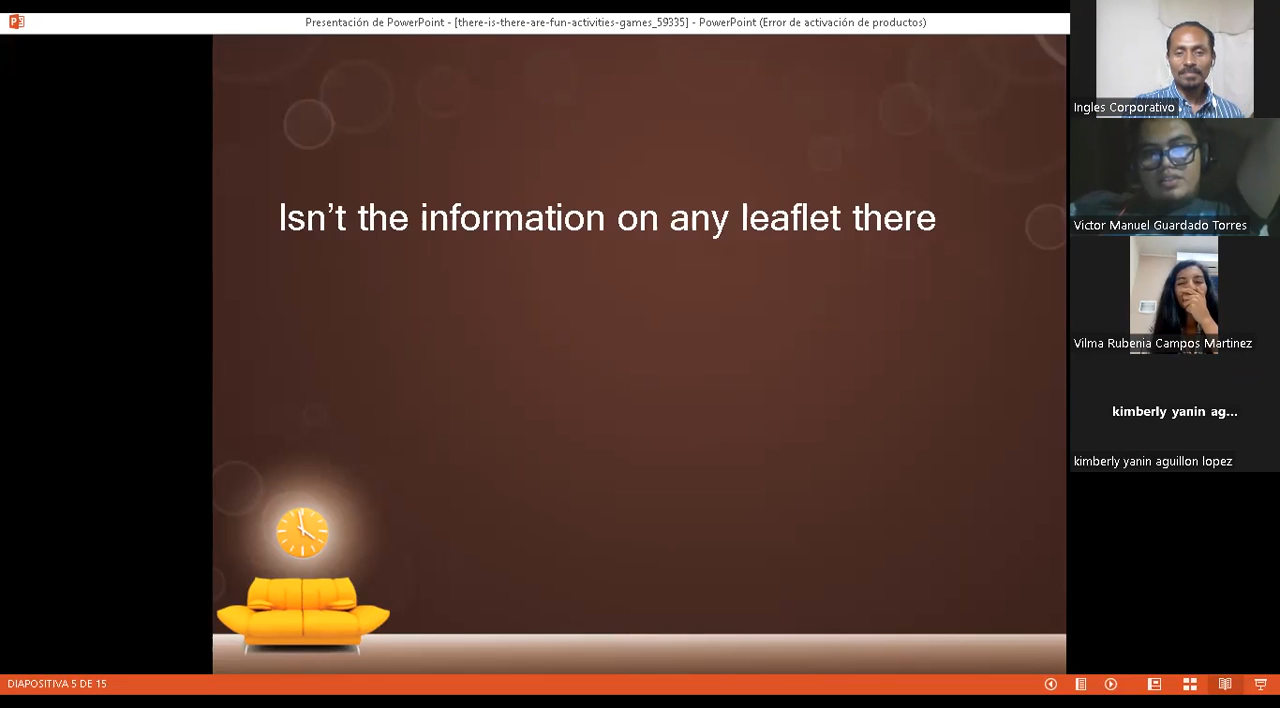 Presentación de PowerPoint - [there-is-there-are-fun-activities-games_59335] - PowerPoint (Error de activación de productos)
Ingles Corporativo
Victor Manuel Guardado Torres
Vilma Rubenia Campos Martinez
kimberly yanin ag...
kimberly yanin aguillon lopez
Isn't the information on any leaflet there
DIAPOSITIVA 5 DE 15